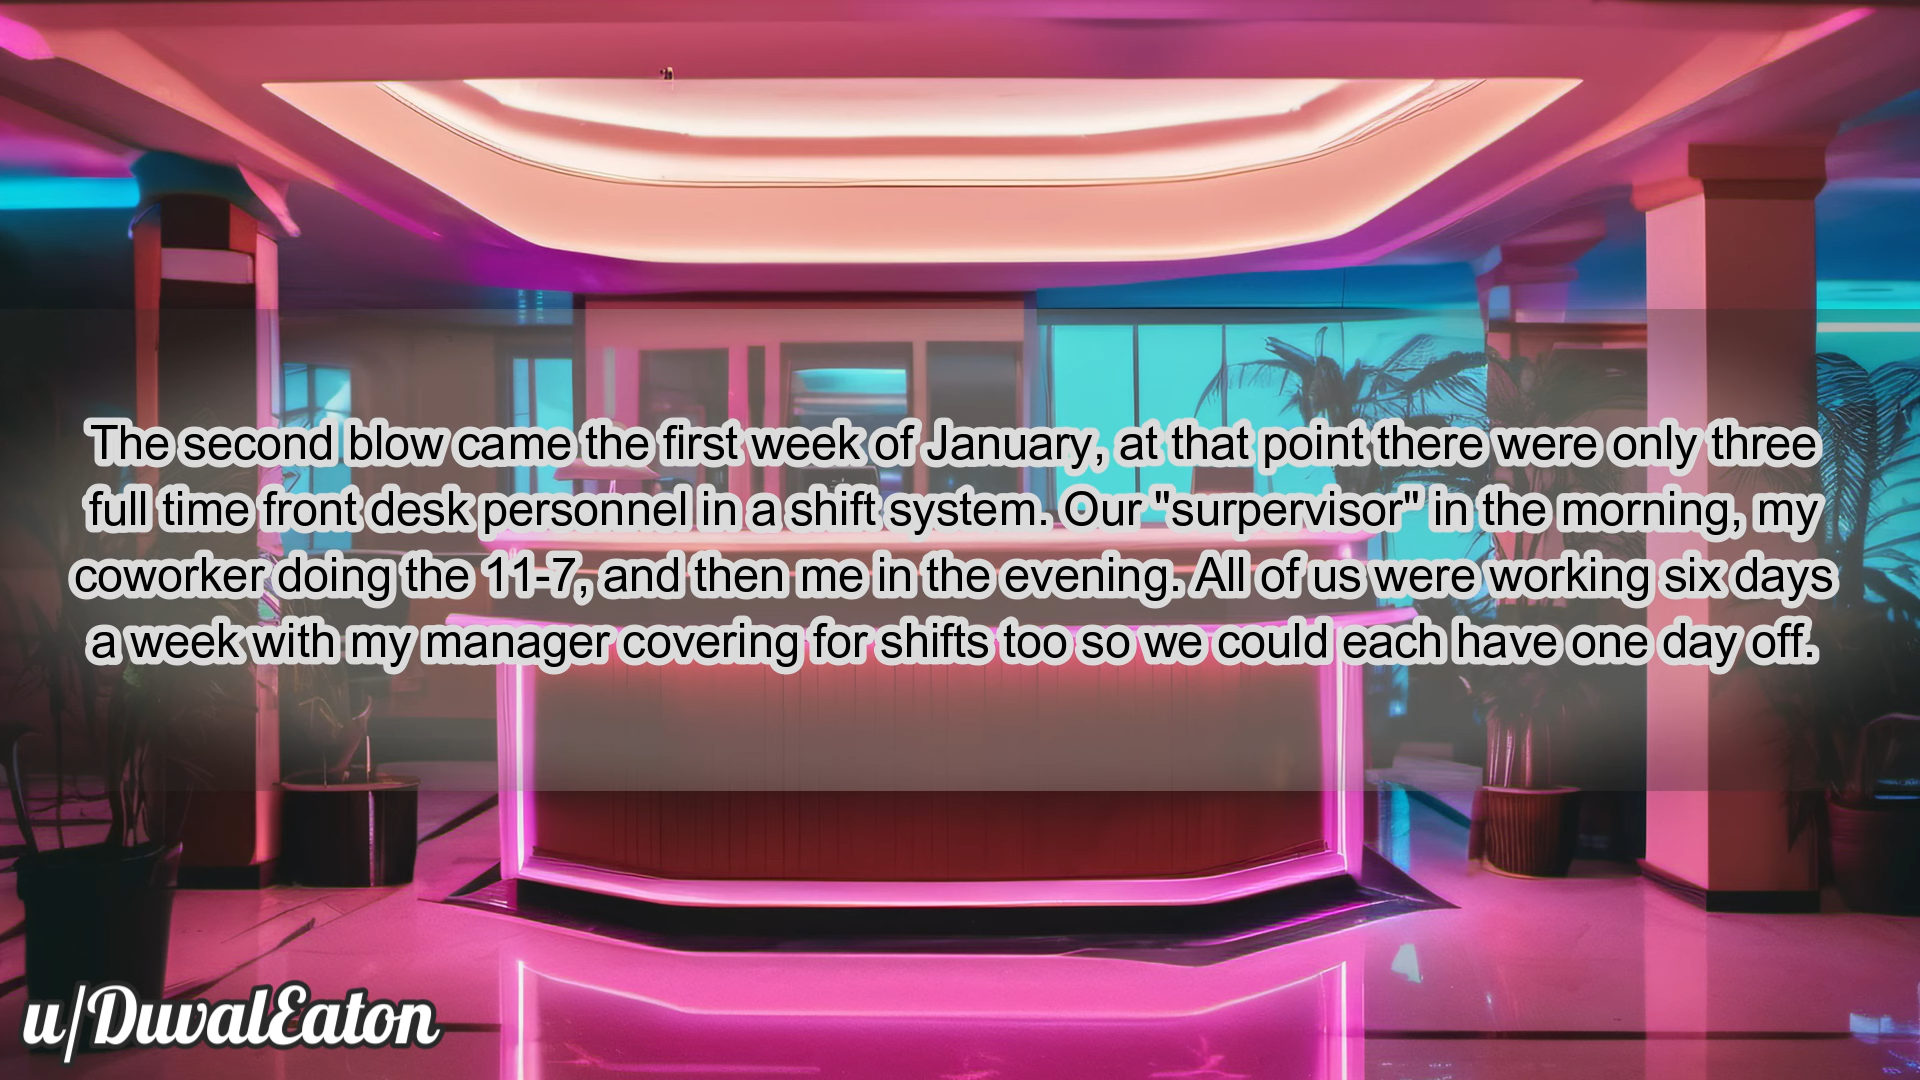 The second blow came the first week of January, at that point there were only three
full time front desk personnel in a shift system. Our "surpervisor" in the morning, my
coworker doing the 11-7, and then me in the evening. All of us were working six days
a week with my manager covering for shifts too so we could each have one day off.
u/DuvalEaton